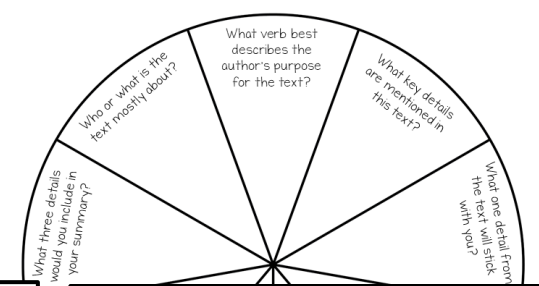 What three details
would you include in
your summary?
Who or what is the
text mostly about?
What verb best
describes the
author's purpose
for the text?
What key details
are mentioned in
this text?
What one detail from
the text will stick
with you?